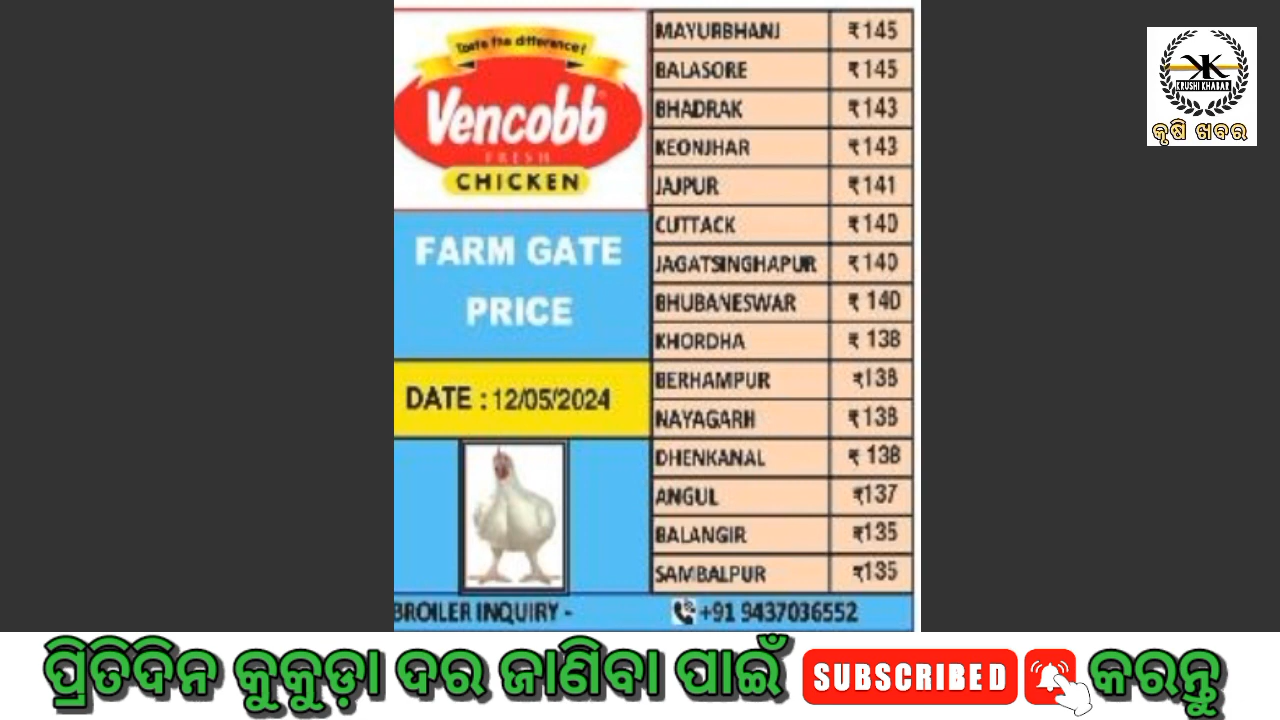 Taste the difference!
Vencobb
FRESH
CHICKEN
FARM GATE
PRICE
DATE : 12/05/2024
MAYURBHANJ ₹145
BALASORE ₹145
BHADRAK ₹143
KEONJHAR ₹143
JAJPUR ₹141
CUTTACK ₹140
JAGATSINGHAPUR ₹140
BHUBANESWAR ₹ 140
KHORDHA ₹ 138
BERHAMPUR ₹138
NAYAGARH ₹138
DHENKANAL ₹ 138
ANGUL ₹137
BALANGIR ₹135
SAMBALPUR ₹135
BROILER INQUIRY - +91 9437036552
KK
KRUSHI KHABAR
କୃଷି ଖବର
ପ୍ରିତିଦିନ କୁକୁଡ଼ା ଦର ଜାଣିବା ପାଇଁ SUBSCRIBED କରନ୍ତୁ